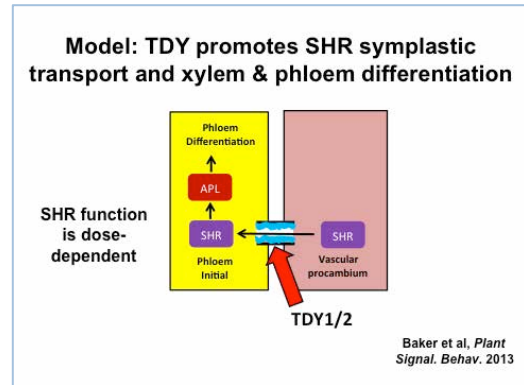 Model: TDY promotes SHR symplastic
transport and xylem & phloem differentiation
Phloem
Differentiation
APL
SHR function
is dose-
dependent
SHR
SHR
Phloem
Initial
Vascular
procambium
TDY1/2
Baker et al, Plant
Signal. Behav. 2013